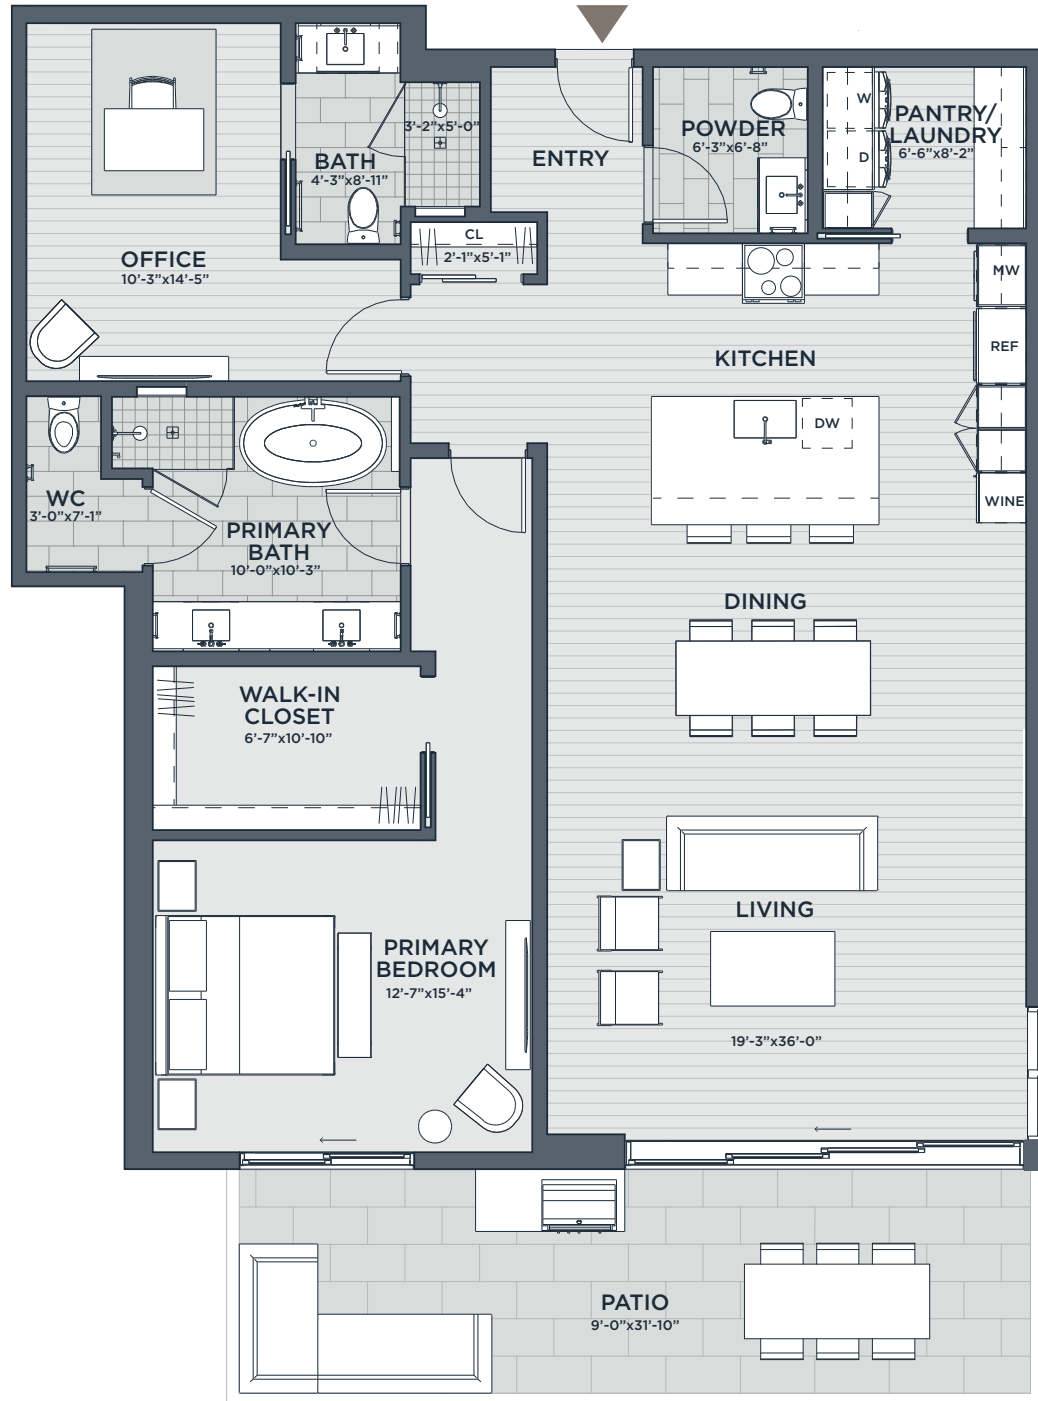 3'-2"x5'-0"
BATH
4'-3"x8'-11"
ENTRY
POWDER
6'-3"x6'-8"
W
D
PANTRY/
LAUNDRY
6'-6"x8'-2"
CL
2'-1"x5'-1"
OFFICE
10'-3"x14'-5"
MW
REF
KITCHEN
DW
WINE
WC
3'-0"x7'-1"
PRIMARY
BATH
10'-0"x10'-3"
DINING
WALK-IN
CLOSET
6'-7"x10'-10"
LIVING
PRIMARY
BEDROOM
12'-7"x15'-4"
19'-3"x36'-0"
PATIO
9'-0"x31'-10"